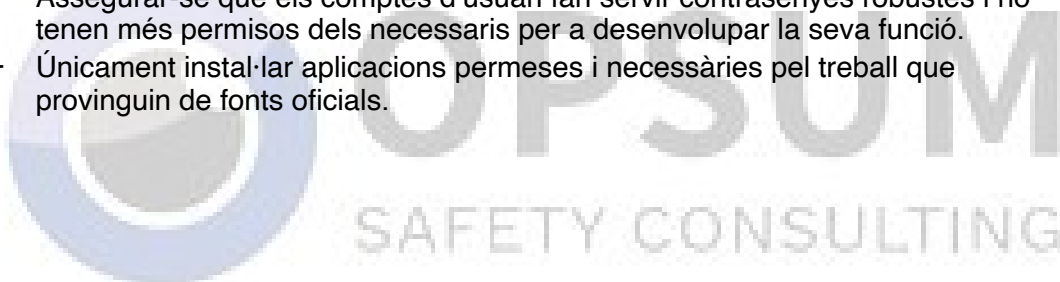 Assegurar-se que els comptes d'usuari fan servir contrasenyes robustes i no
tenen més permisos dels necessaris per a desenvolupar la seva funció.
- Únicament instal·lar aplicacions permeses i necessàries pel treball que
provinguin de fonts oficials.
OPSUM
SAFETY CONSULTING